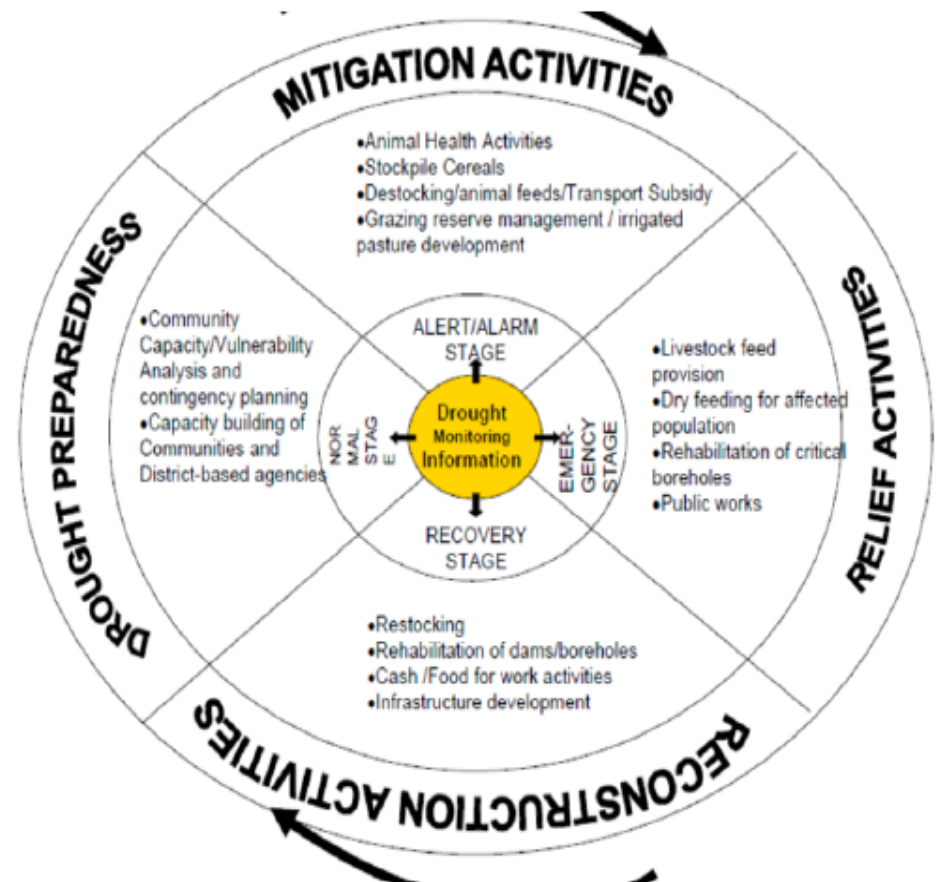 MITIGATION ACTIVITIES
•Animal Health Activities
•Stockpile Cereals
•Destocking/animal feeds/Transport Subsidy
•Grazing reserve management / irrigated
pasture development
DROUGHT PREPAREDNESS
•Community
Capacity/Vulnerability
Analysis and
contingency planning
•Capacity building of
Communities and
District-based agencies
ALERT/ALARM
STAGE
NOR
MAL
STAG
E
Drought
Monitoring
Information
EMER-
GENCY
STAGE
RECOVERY
STAGE
•Livestock feed
provision
•Dry feeding for affected
population
•Rehabilitation of critical
boreholes
•Public works
RELIEF ACTIVITIES
•Restocking
•Rehabilitation of dams/boreholes
•Cash /Food for work activities
•Infrastructure development
RECONSTRUCTION ACTIVITIES